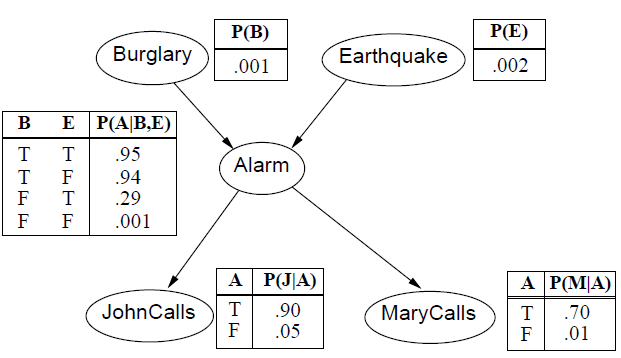 Burglary
P(B)
.001
Earthquake
P(E)
.002
B E P(A|B,E)
T T .95
T F .94
F T .29
F F .001
Alarm
JohnCalls
A P(J|A)
T .90
F .05
MaryCalls
A P(M|A)
T .70
F .01